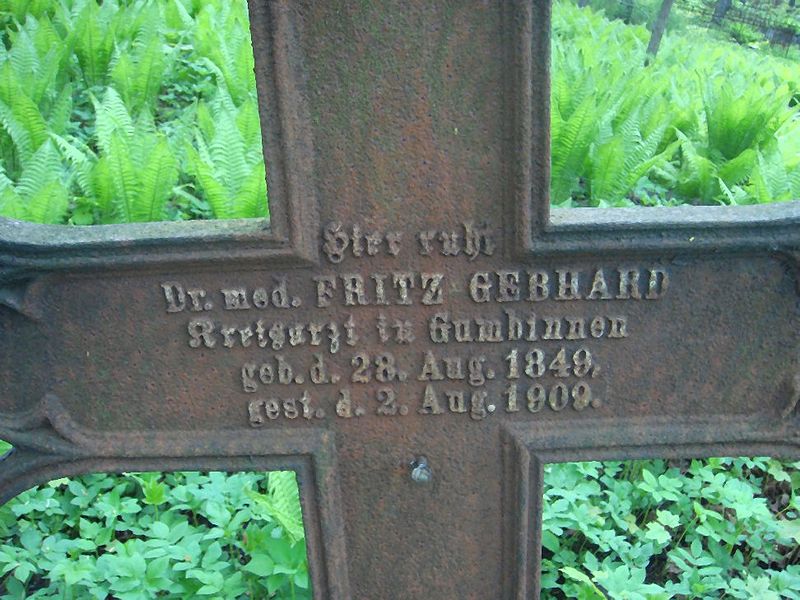 Hier ruht
Dr. med. FRITZ GEBHARD
Kreisarzt in Gumbinnen
geb. d. 28. Aug. 1849.
gest. d. 2. Aug. 1909.